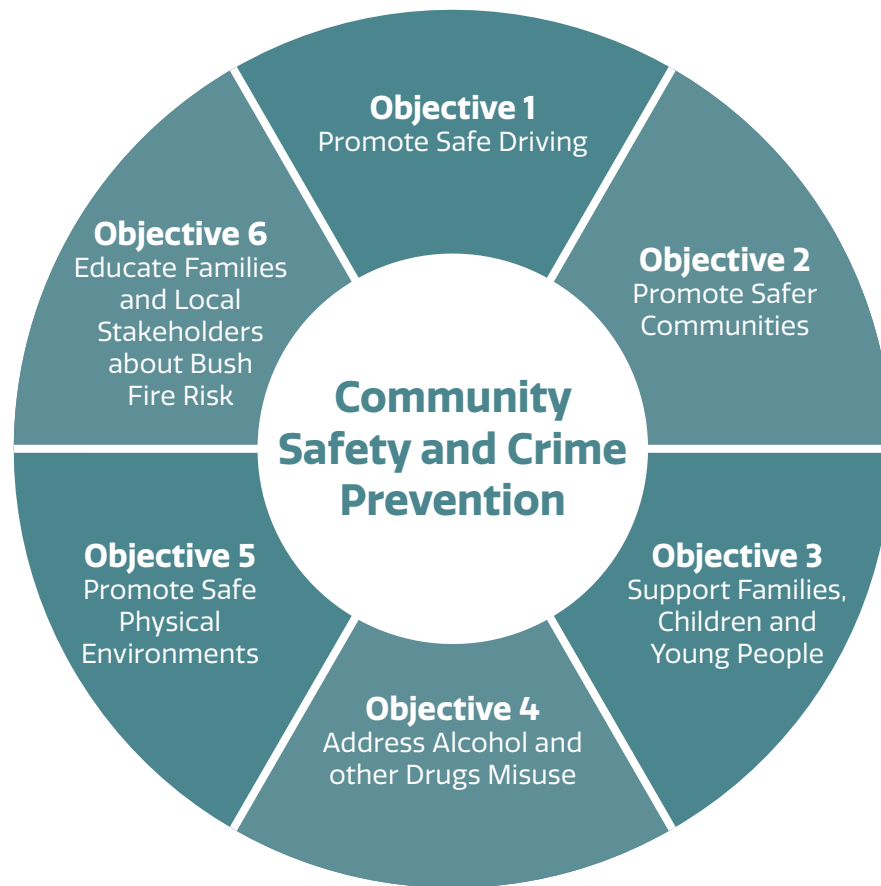 Objective 1
Promote Safe Driving
Objective 2
Promote Safer
Communities
Objective 3
Support Families,
Children and
Young People
Objective 4
Address Alcohol and
other Drugs Misuse
Objective 5
Promote Safe
Physical
Environments
Objective 6
Educate Families
and Local
Stakeholders
about Bush
Fire Risk
Community
Safety and Crime
Prevention